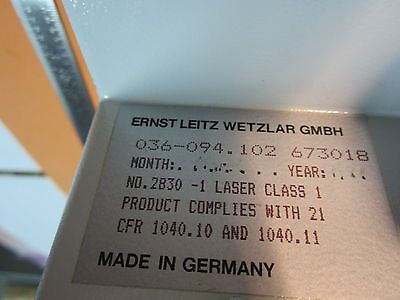 ERNST LEITZ WETZLAR GMBH
036-094.102 673018
MONTH: YEAR:
NO.2830 -1 LASER CLASS 1
PRODUCT COMPLIES WITH 21
CFR 1040.10 AND 1040.11
MADE IN GERMANY